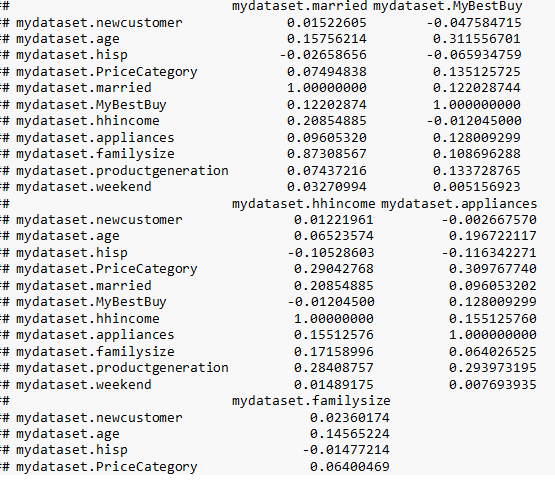 ##                              mydataset.married mydataset.MyBestBuy
## mydataset.newcustomer              0.01522605        -0.047584715
## mydataset.age                      0.15756214         0.311556701
## mydataset.hisp                    -0.02658656        -0.065934759
## mydataset.PriceCategory            0.07494838         0.135125725
## mydataset.married                  1.00000000         0.122028744
## mydataset.MyBestBuy                0.12202874         1.000000000
## mydataset.hhincome                 0.20854885        -0.012045000
## mydataset.appliances               0.09605320         0.128009299
## mydataset.familysize               0.87308567         0.108696288
## mydataset.productgeneration        0.07437216         0.133728765
## mydataset.weekend                  0.03270994         0.005156923
##                              mydataset.hhincome mydataset.appliances
## mydataset.newcustomer               0.01221961         -0.002667570
## mydataset.age                       0.06523574          0.196722117
## mydataset.hisp                     -0.10528603         -0.116342271
## mydataset.PriceCategory             0.29042768          0.309767740
## mydataset.married                   0.20854885          0.096053202
## mydataset.MyBestBuy                -0.01204500          0.128009299
## mydataset.hhincome                  1.00000000          0.155125760
## mydataset.appliances                0.15512576          1.000000000
## mydataset.familysize                0.17158996          0.064026525
## mydataset.productgeneration         0.28408757          0.293973195
## mydataset.weekend                   0.01489175          0.007693935
##                              mydataset.familysize
## mydataset.newcustomer                 0.02360174
## mydataset.age                         0.14565224
## mydataset.hisp                       -0.01477214
## mydataset.PriceCategory               0.06400469